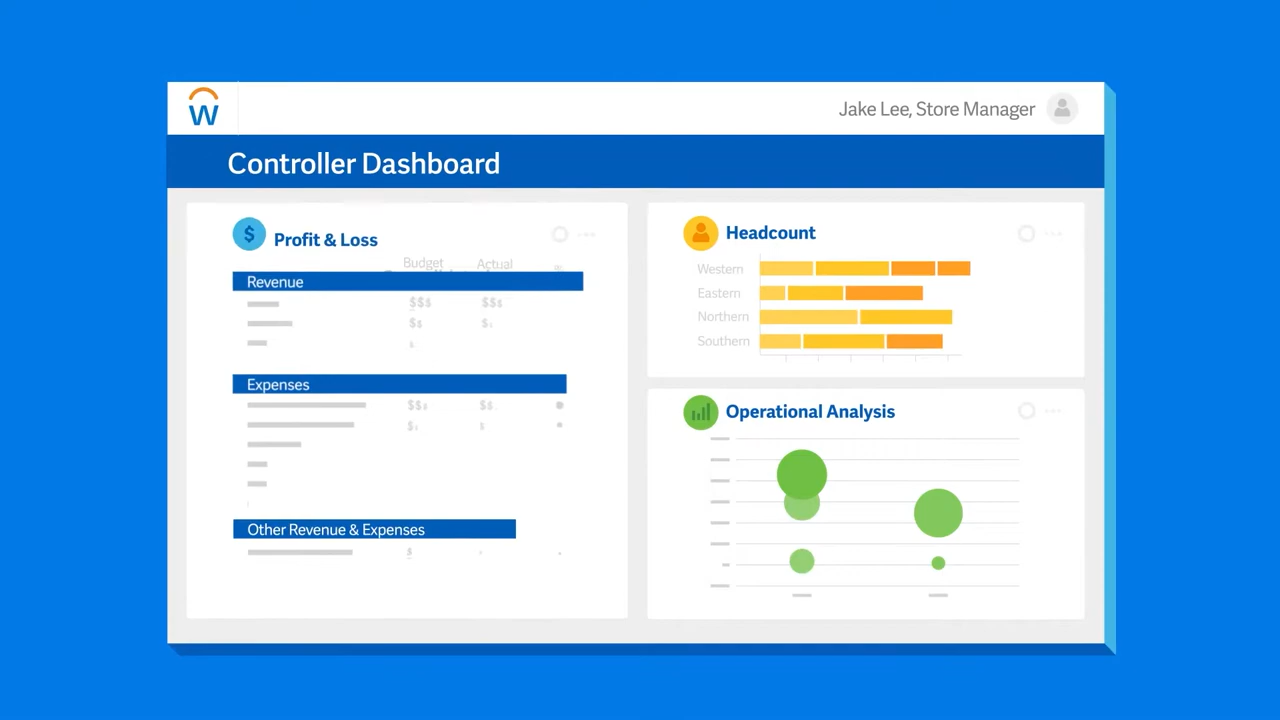 W
Jake Lee, Store Manager
Controller Dashboard
Profit & Loss
Budget Actual
Revenue
$$$ $$$
$$ $
Expenses
$$$ $$
$
Other Revenue & Expenses
$
Headcount
Western
Eastern
Northern
Southern
Operational Analysis